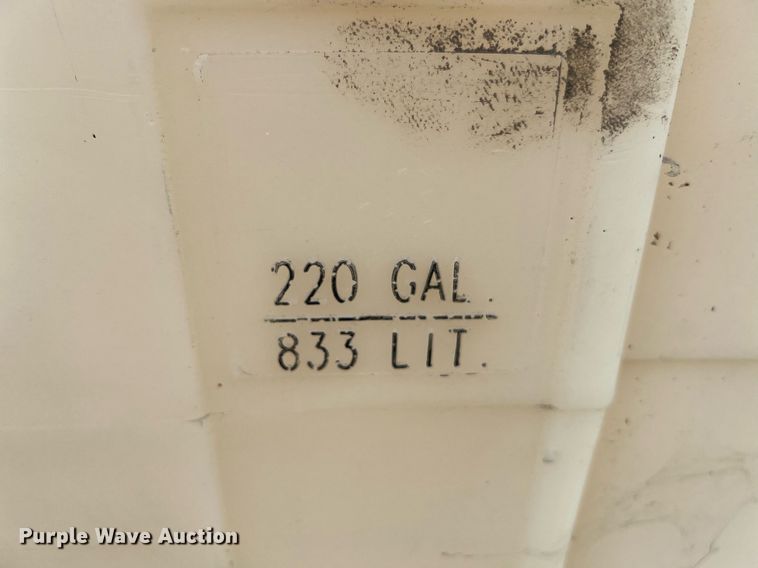 220 GAL.
833 LIT.
Purple Wave Auction